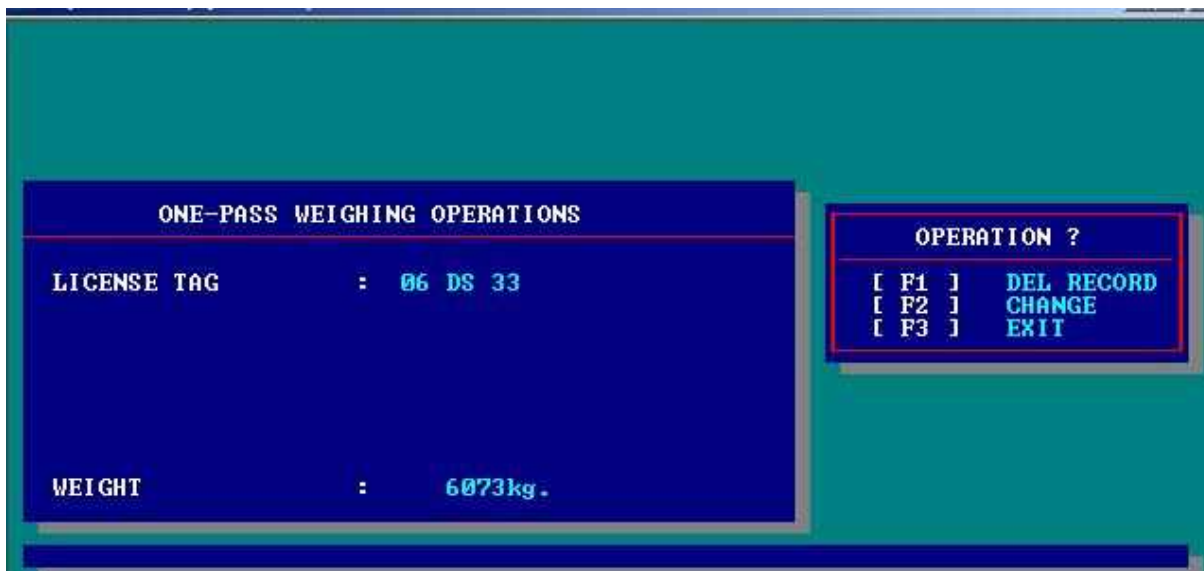 ONE-PASS WEIGHING OPERATIONS
LICENSE TAG : 06 DS 33
WEIGHT : 6073kg.
OPERATION ?
[ F1 ] DEL RECORD
[ F2 ] CHANGE
[ F3 ] EXIT